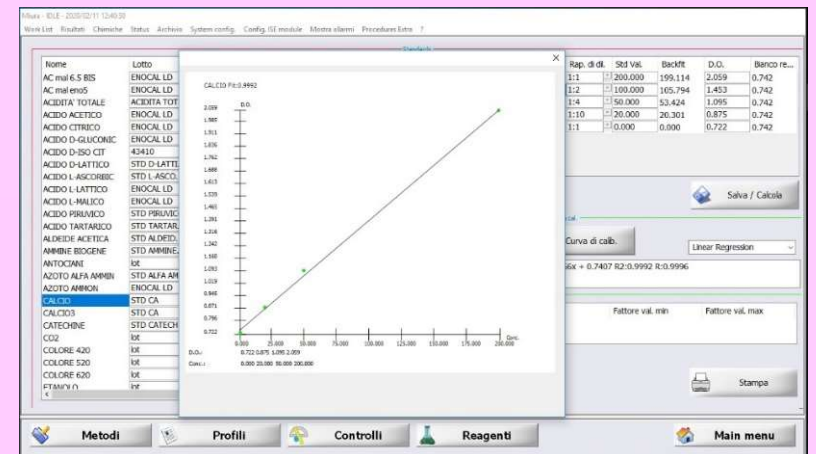 Miura - IDLE - 2020/02/11 12:40:30
Work List Risultati Chimiche Status Archivio System config. Config. ISE module Mostra allarmi Procedures Extra ?
Standards
Nome Lotto Rap. di dil. Std Val. Backfit D.O. Bianco re...
AC mal 6.5 BIS ENOCAL LD 1:1 200.000 199.114 2.059 0.742
AC mal eno5 ENOCAL LD 1:2 100.000 105.794 1.453 0.742
ACIDITA' TOTALE ACIDITA TOT 1:4 50.000 53.424 1.095 0.742
ACIDO ACETICO ENOCAL LD 1:10 20.000 20.301 0.875 0.742
ACIDO CITRICO ENOCAL LD 1:1 0.000 0.000 0.722 0.742
ACIDO D-GLUCONIC ENOCAL LD
ACIDO D-ISO CIT 43410
ACIDO D-LATTICO STD D-LATTI
ACIDO L-ASCORBIC STD L-ASCO.
ACIDO L-LATTICO ENOCAL LD
ACIDO L-MALICO ENOCAL LD
ACIDO PIRUVICO STD PIRUVIC
ACIDO TARTARICO STD TARTAR.
ALDEIDE ACETICA STD ALDEID.
AMMINE BIOGENE STD AMMINE.
ANTOCIANI lot
AZOTO ALFA AMMIN STD ALFA AM
AZOTO AMMON ENOCAL LD
CALCIO STD CA
CALCIO3 STD CA
CATECHINE STD CATECH
CO2 lot
COLORE 420 lot
COLORE 520 lot
COLORE 620 lot
ETANOLO lot
CALCIO Fit:0.9992
D.O.
2.059
1.985
1.911
1.835
1.762
1.688
1.613
1.539
1.465
1.391
1.316
1.242
1.168
1.093
1.019
0.945
0.871
0.796
0.722
0.000 25.000 50.000 75.000 100.000 125.000 150.000 175.000 200.000 Conc.
D.O.: 0.722 0.875 1.095 2.059
Conc.: 0.000 20.000 50.000 200.000
Salva / Calcola
cal.
Curva di calib. Linear Regression
66x + 0.7407 R2:0.9992 R:0.9996
Fattore val. min Fattore val. max
Stampa
Metodi Profili Controlli Reagenti Main menu